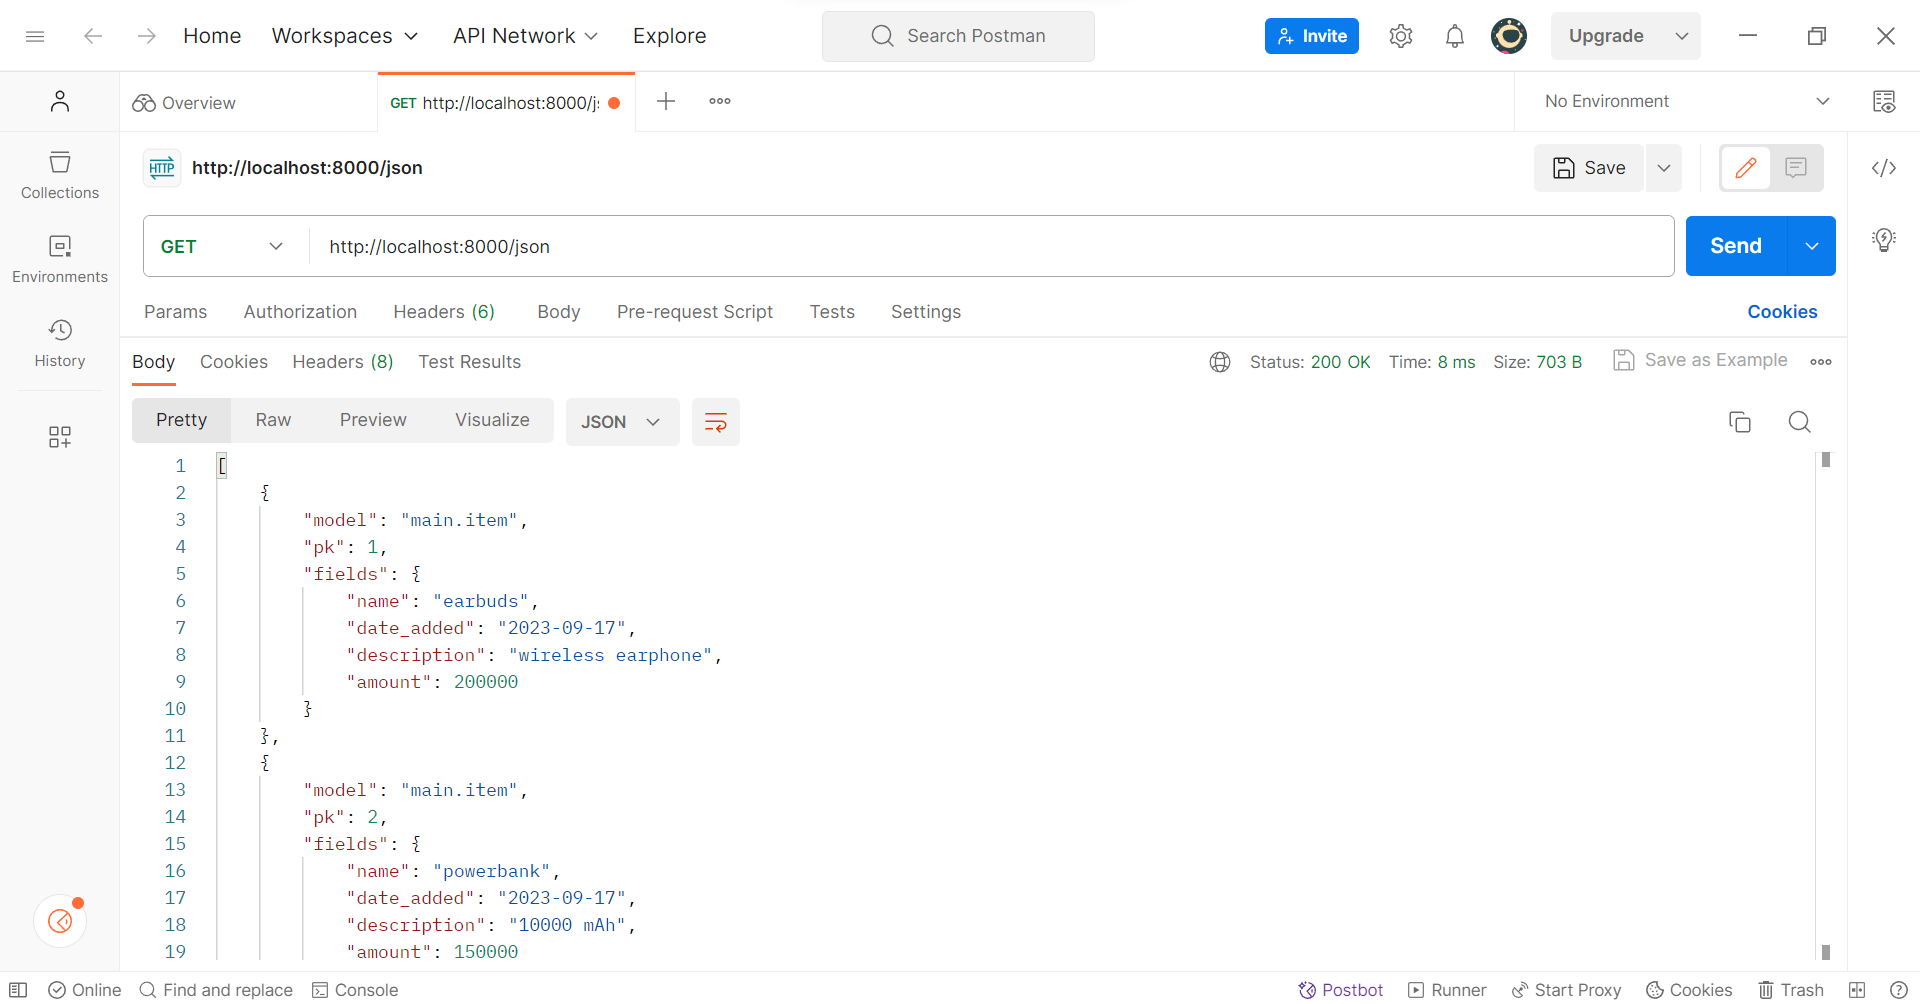 Home Workspaces API Network Explore Search Postman Invite Upgrade
Overview GET http://localhost:8000/js No Environment
HTTP http://localhost:8000/json Save
Collections
GET http://localhost:8000/json Send
Environments
Params Authorization Headers (6) Body Pre-request Script Tests Settings Cookies
History
Body Cookies Headers (8) Test Results Status: 200 OK Time: 8 ms Size: 703 B Save as Example
Pretty Raw Preview Visualize JSON
1 [
2 {
3 "model": "main.item",
4 "pk": 1,
5 "fields": {
6 "name": "earbuds",
7 "date_added": "2023-09-17",
8 "description": "wireless earphone",
9 "amount": 200000
10 }
11 },
12 {
13 "model": "main.item",
14 "pk": 2,
15 "fields": {
16 "name": "powerbank",
17 "date_added": "2023-09-17",
18 "description": "10000 mAh",
19 "amount": 150000
Online Find and replace Console Postbot Runner Start Proxy Cookies Trash